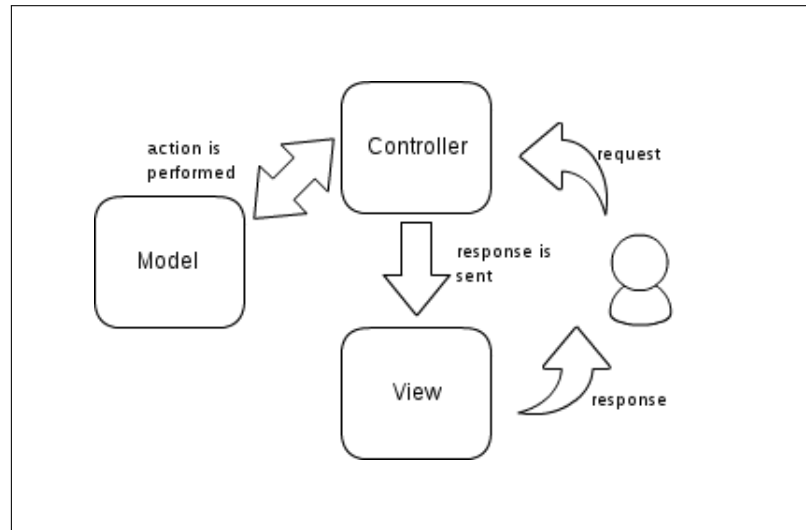 Controller
action is
performed
request
Model
response is
sent
View
response